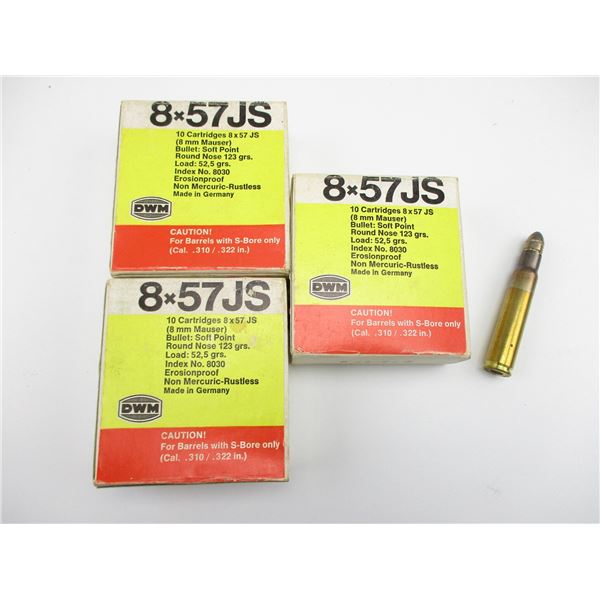 8×57JS
10 Cartridges 8 x 57 JS
(8 mm Mauser)
Bullet: Soft Point
Round Nose 123 grs.
Load: 52,5 grs.
Index No. 8030
Erosionproof
Non Mercuric-Rustless
Made in Germany
DWM
CAUTION!
For Barrels with S-Bore only
(Cal. .310 / .322 in.)
8×57JS
10 Cartridges 8 x 57 JS
(8 mm Mauser)
Bullet: Soft Point
Round Nose 123 grs.
Load: 52,5 grs.
Index No. 8030
Erosionproof
Non Mercuric-Rustless
Made in Germany
DWM
CAUTION!
For Barrels with S-Bore only
(Cal. .310 / .322 in.)
8×57JS
10 Cartridges 8 x 57 JS
(8 mm Mauser)
Bullet: Soft Point
Round Nose 123 grs.
Load: 52,5 grs.
Index No. 8030
Erosionproof
Non Mercuric-Rustless
Made in Germany
DWM
CAUTION!
For Barrels with S-Bore only
(Cal. .310 / .322 in.)